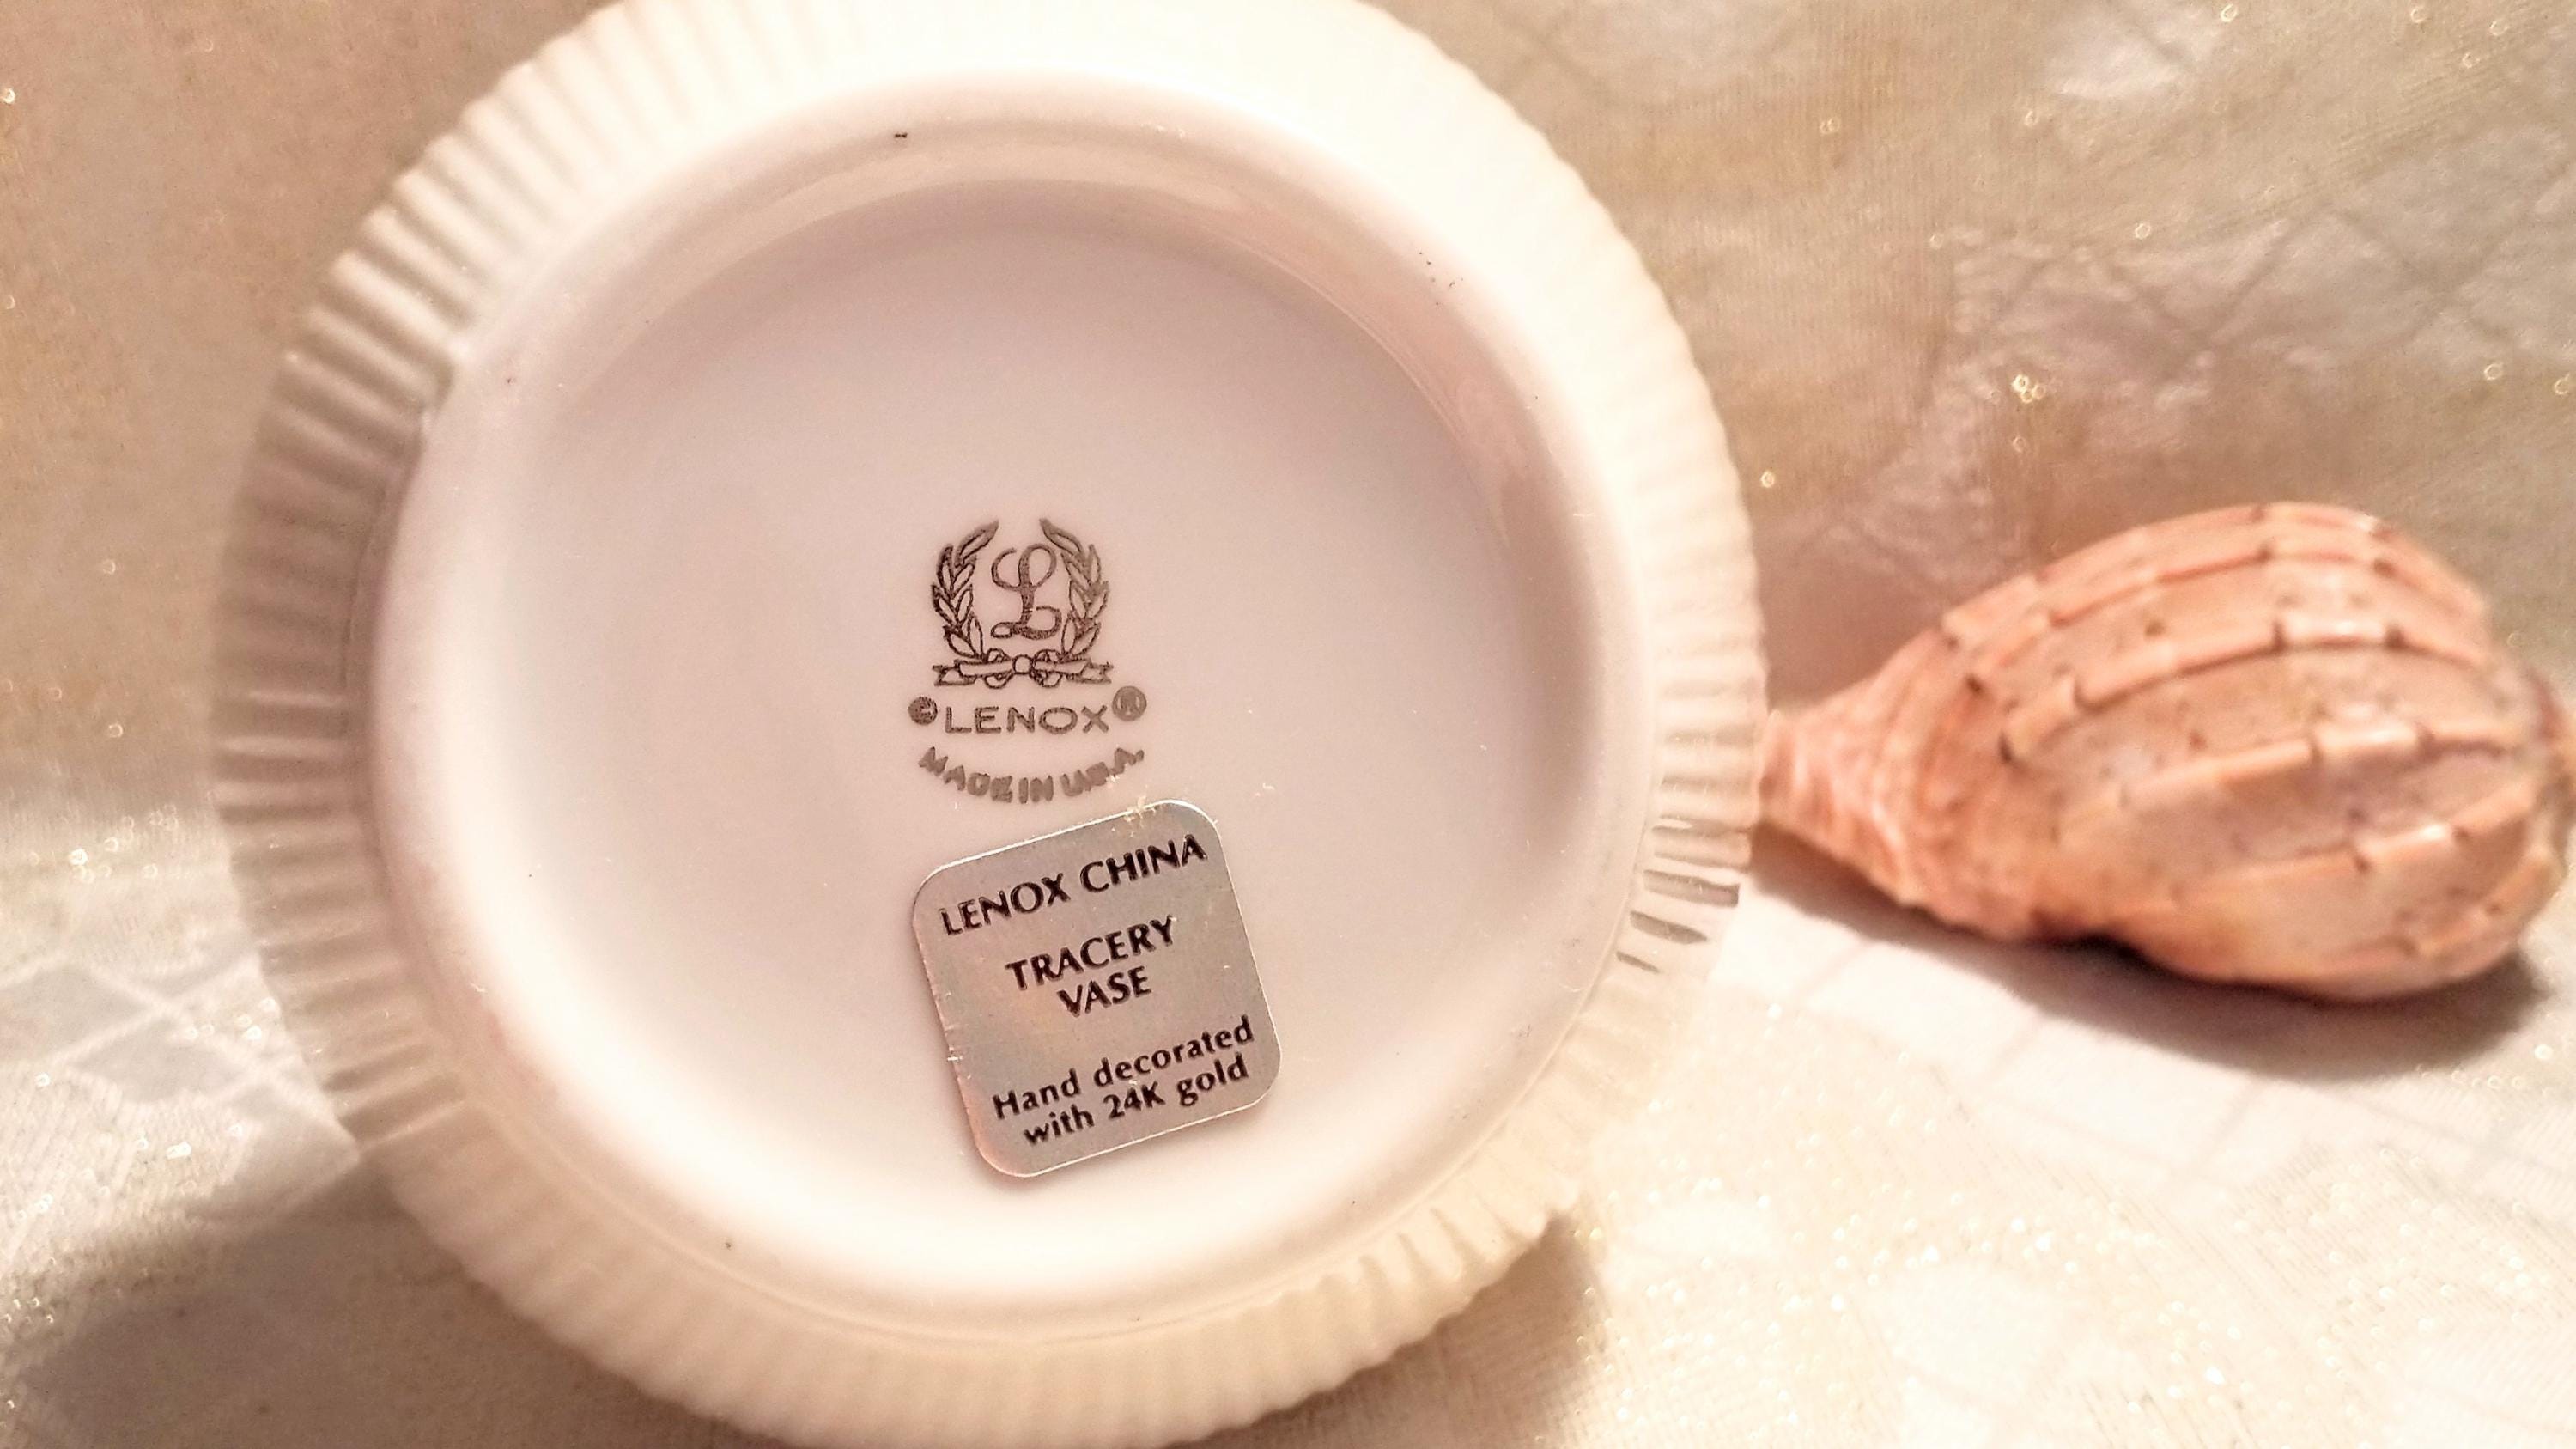 L
© LENOX ®
MADE IN U.S.A.
LENOX CHINA
TRACERY
VASE
Hand decorated
with 24K gold